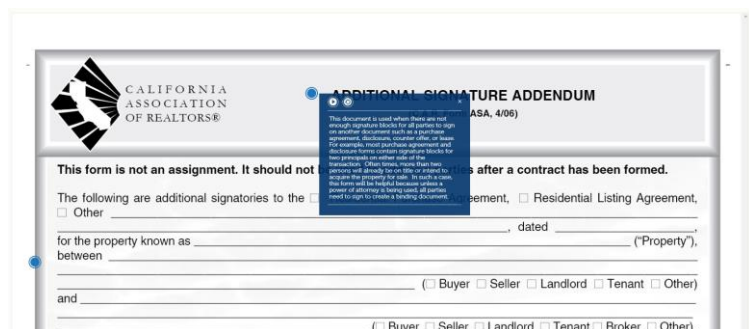 CALIFORNIA
ASSOCIATION
OF REALTORS®
ADDITIONAL SIGNATURE ADDENDUM
ASA, 4/06)
This document is used when there are not
enough signature blocks for all parties to sign
on another document such as a purchase
agreement, disclosure, counter offer, or lease.
For example, most purchase agreement and
disclosure forms contain signature blocks for
two principals on either side of the
transaction. Often times, more than two
persons will already be on title or intend to
acquire the property for sale. In such a case,
this form will be helpful because unless a
power of attorney is being used, all parties
need to sign to create a binding document.
This form is not an assignment. It should not after a contract has been formed.
The following are additional signatories to the ☐ ☐ Residential Listing Agreement,
☐ Other
, dated ,
for the property known as ("Property"),
between
(☐ Buyer ☐ Seller ☐ Landlord ☐ Tenant ☐ Other)
and
(☐ Buyer ☐ Seller ☐ Landlord ☐ Tenant ☐ Broker ☐ Other)